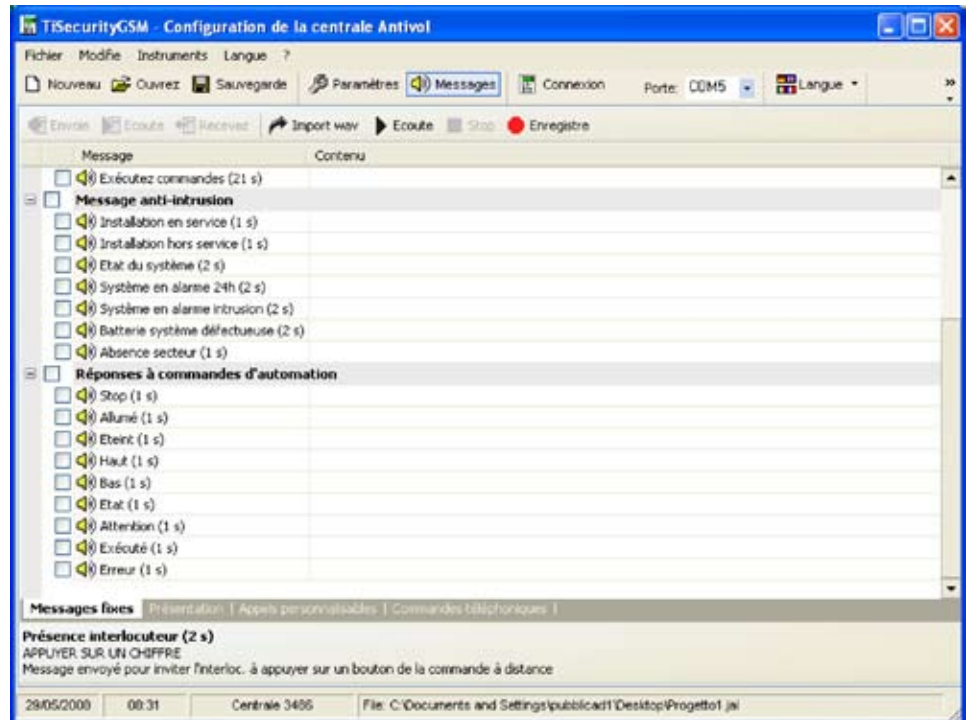 TiSecurityGSM - Configuration de la centrale Antivol
Fichier Modifie Instruments Langue ?
Nouveau Ouvrez Sauvegarde Paramètres Messages Connexion Porte: COM5 Langue »
Envoie Ecoute Recevez Import wav Ecoute Stop Enregistre
Message Contenu
Exécutez commandes (21 s)
Message anti-intrusion
Installation en service (1 s)
Installation hors service (1 s)
Etat du système (2 s)
Système en alarme 24h (2 s)
Système en alarme intrusion (2 s)
Batterie système défectueuse (2 s)
Absence secteur (1 s)
Réponses à commandes d'automation
Stop (1 s)
Allumé (1 s)
Eteint (1 s)
Haut (1 s)
Bas (1 s)
Etat (1 s)
Attention (1 s)
Exécuté (1 s)
Erreur (1 s)
Messages fixes Présentation | Appels personnalisables | Commandes téléphoniques |
Présence interlocuteur (2 s)
APPUYER SUR UN CHIFFRE
Message envoyé pour inviter l'interloc. à appuyer sur un bouton de la commande à distance
29/05/2008 08:31 Centrale 3486 File: C:\Documents and Settings\pubblicad1\Desktop\Progetto1.jai